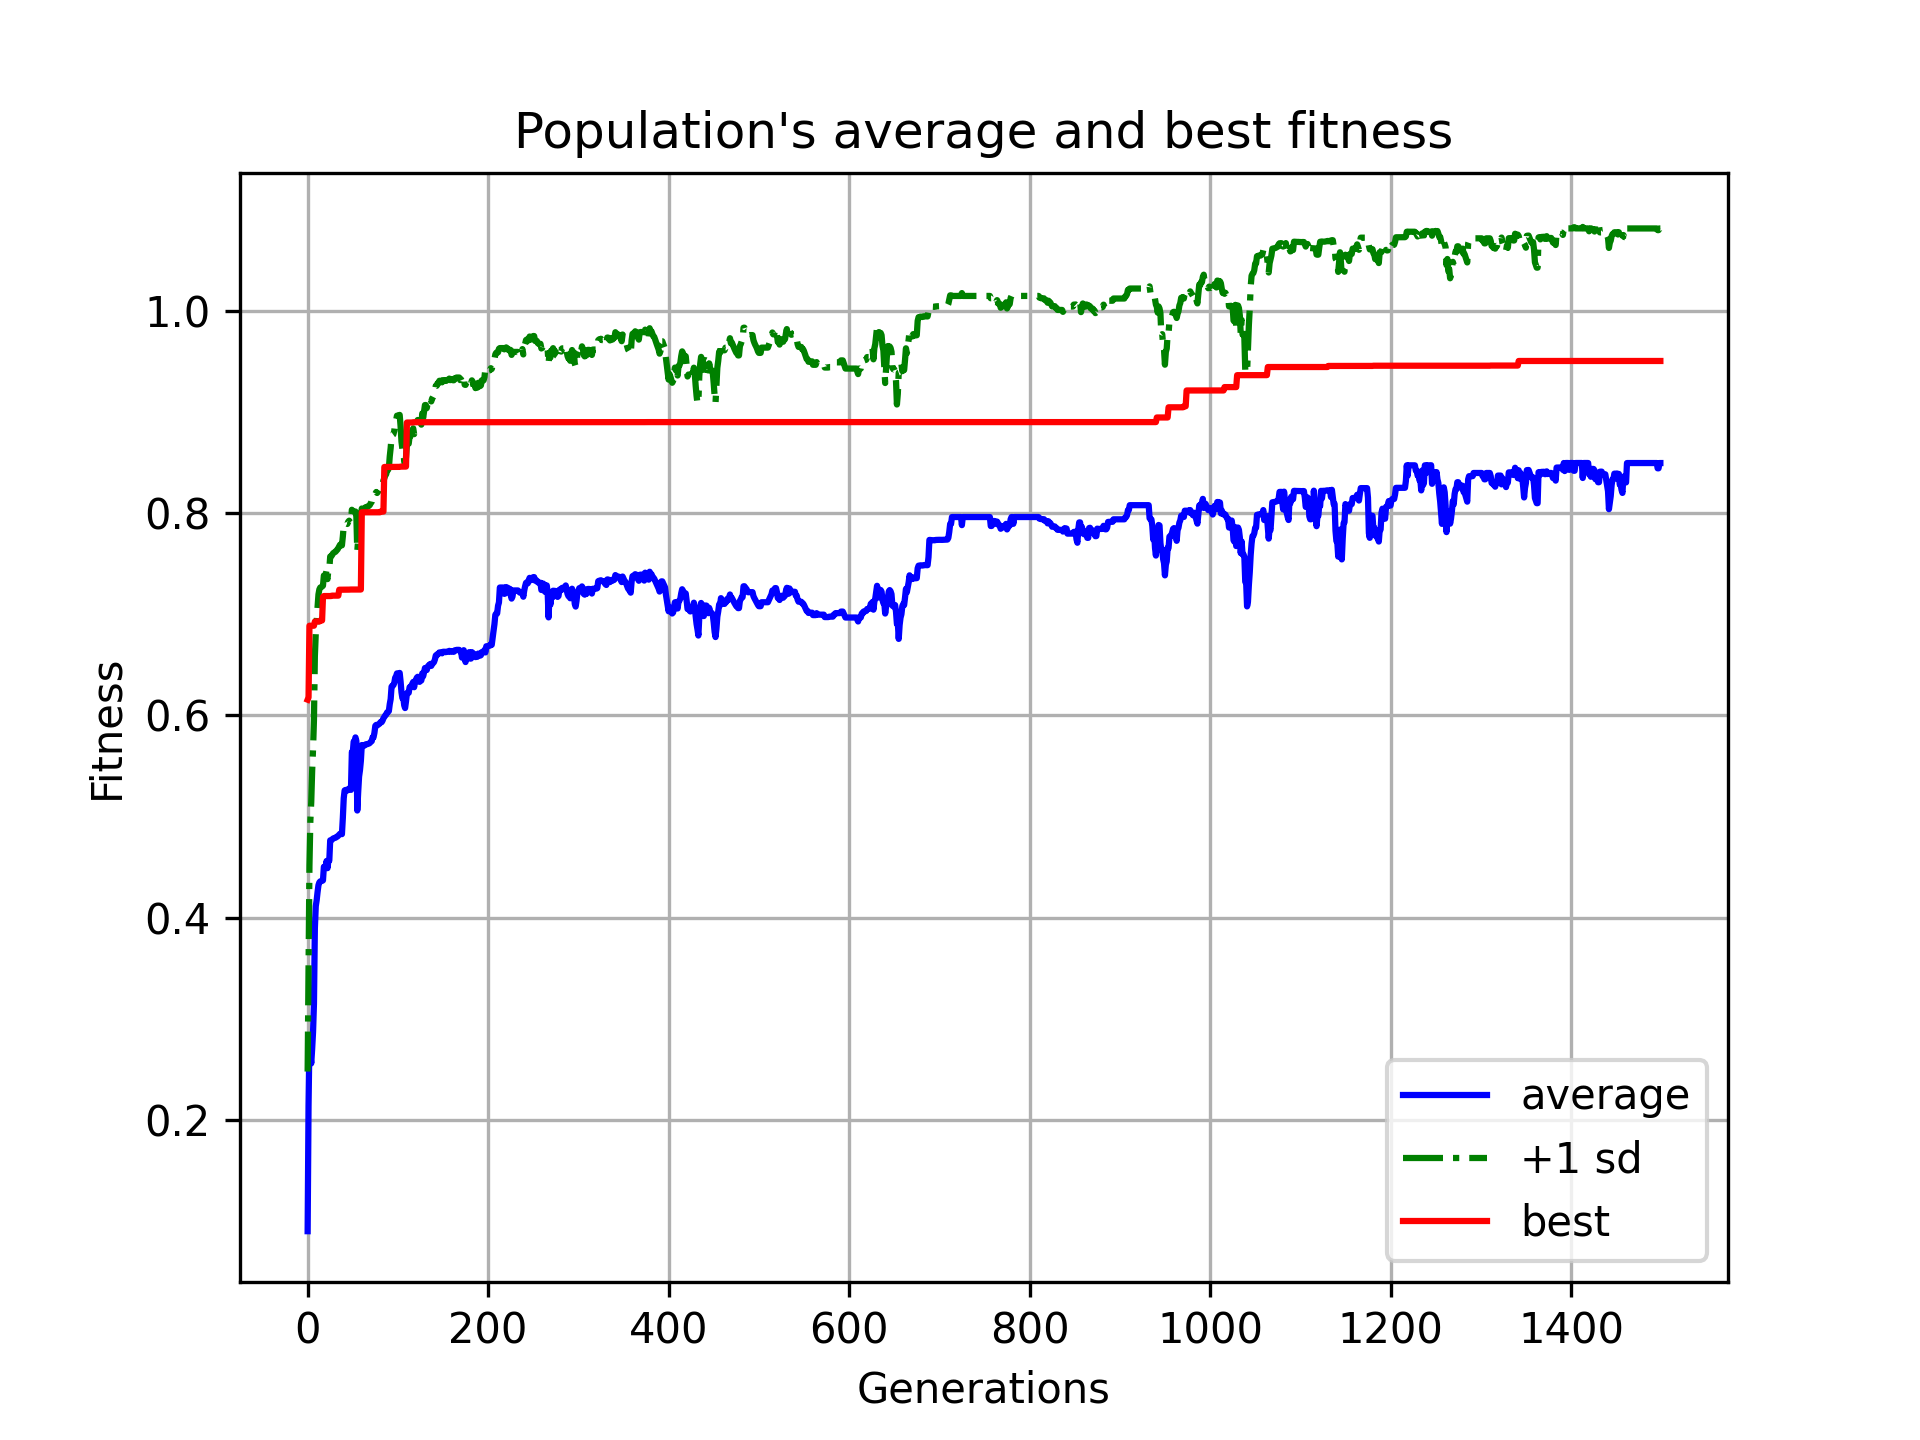 Population's average and best fitness
1.0
0.8
0.6
0.4
0.2
Fitness
0 200 400 600 800 1000 1200 1400
Generations
average
+1 sd
best